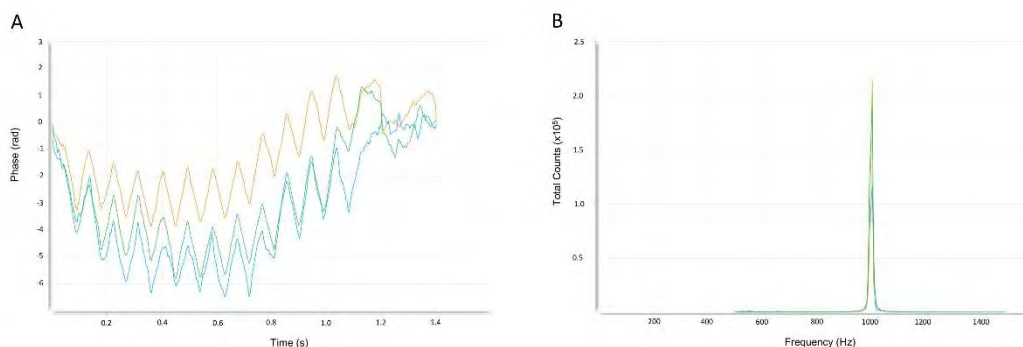 A
B
3
2
1
0
-1
-2
-3
-4
-5
-6
Phase (rad)
0.2 0.4 0.6 0.8 1.0 1.2 1.4
Time (s)
2.5
2.0
1.5
1.0
0.5
Total Counts (x10⁵)
200 400 600 800 1000 1200 1400
Frequency (Hz)